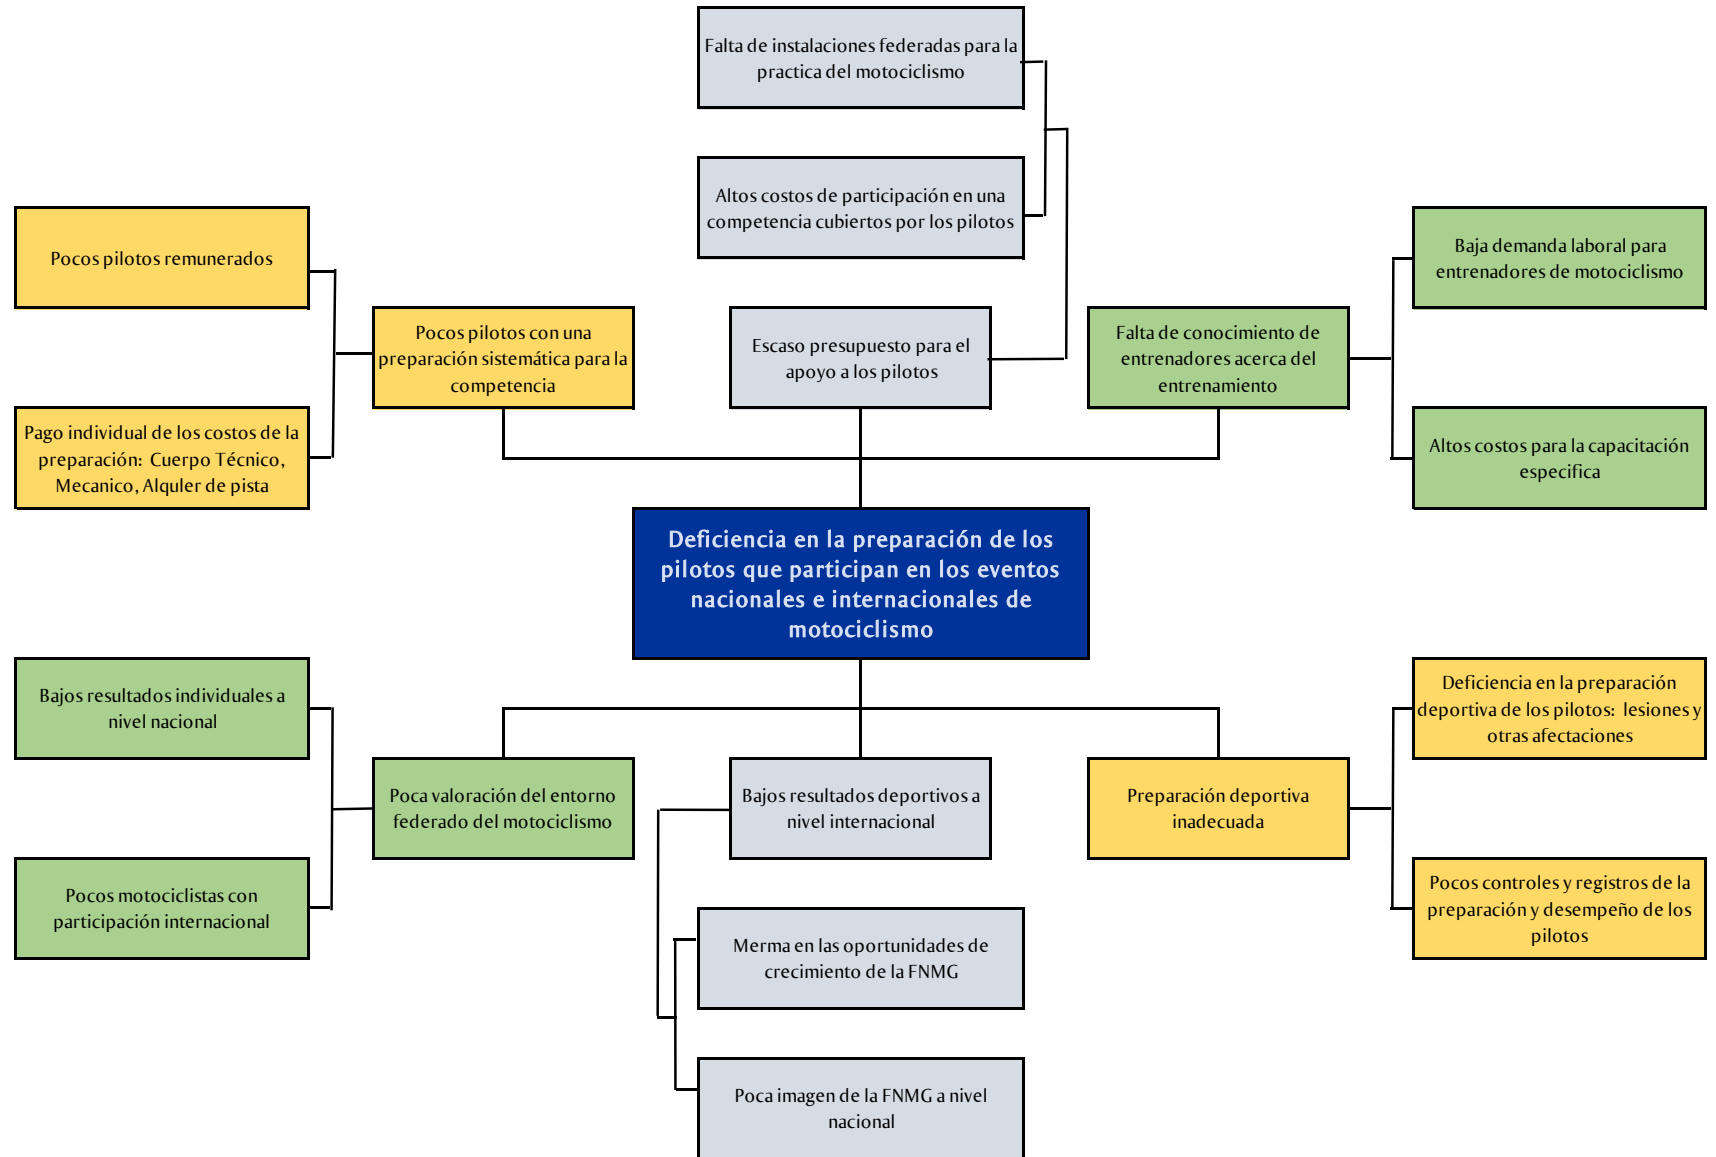 Falta de instalaciones federadas para la
practica del motociclismo
Altos costos de participación en una
competencia cubiertos por los pilotos
Pocos pilotos remunerados
Baja demanda laboral para
entrenadores de motociclismo
Pocos pilotos con una
preparación sistemática para la
competencia
Escaso presupuesto para el
apoyo a los pilotos
Falta de conocimiento de
entrenadores acerca del
entrenamiento
Pago individual de los costos de la
preparación: Cuerpo Técnico,
Mecanico, Alquler de pista
Altos costos para la capacitación
especifica
Deficiencia en la preparación de los
pilotos que participan en los eventos
nacionales e internacionales de
motociclismo
Bajos resultados individuales a
nivel nacional
Deficiencia en la preparación
deportiva de los pilotos: lesiones y
otras afectaciones
Poca valoración del entorno
federado del motociclismo
Bajos resultados deportivos a
nivel internacional
Preparación deportiva
inadecuada
Pocos motociclistas con
participación internacional
Pocos controles y registros de la
preparación y desempeño de los
pilotos
Merma en las oportunidades de
crecimiento de la FNMG
Poca imagen de la FNMG a nivel
nacional